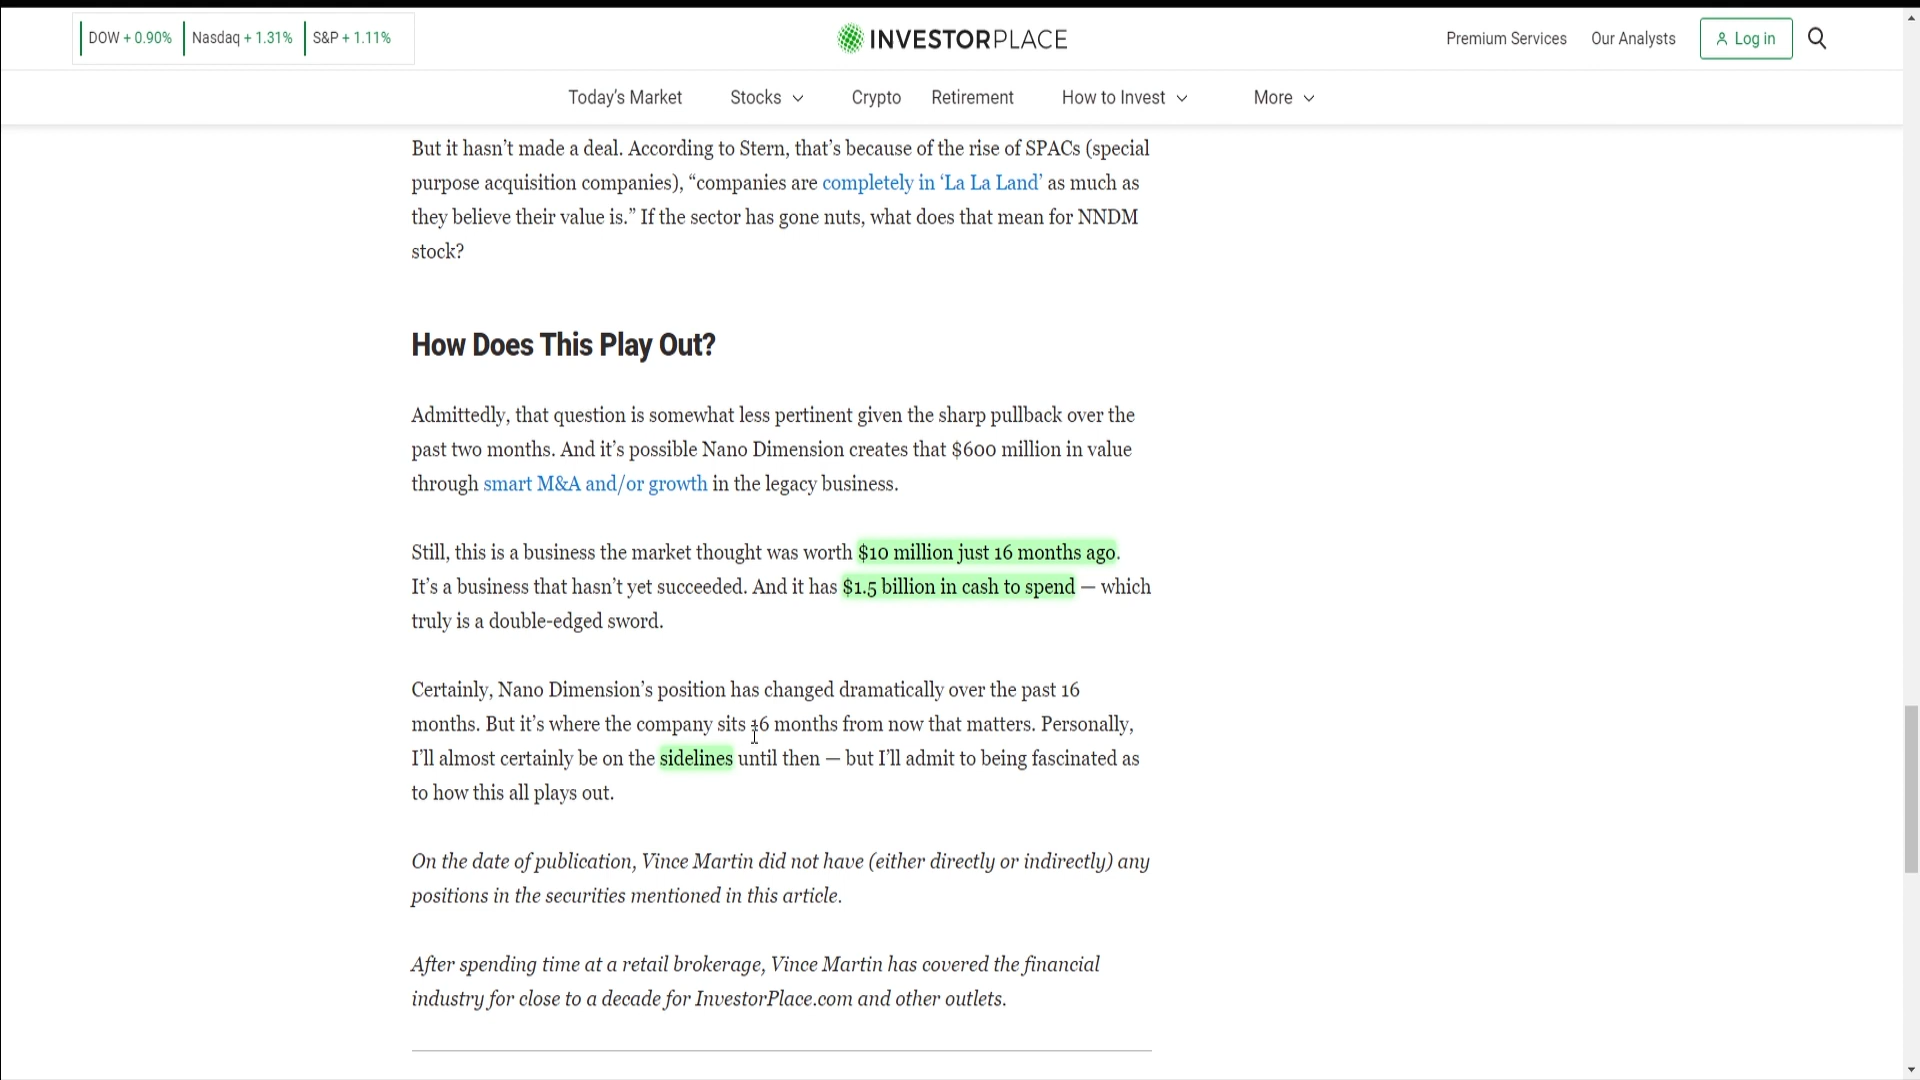 DOW + 0.90% Nasdaq + 1.31% S&P + 1.11%
INVESTORPLACE
Premium Services Our Analysts Log in
Today's Market Stocks Crypto Retirement How to Invest More
But it hasn't made a deal. According to Stern, that's because of the rise of SPACs (special
purpose acquisition companies), “companies are completely in ‘La La Land’ as much as
they believe their value is.” If the sector has gone nuts, what does that mean for NNDM
stock?
How Does This Play Out?
Admittedly, that question is somewhat less pertinent given the sharp pullback over the
past two months. And it's possible Nano Dimension creates that $600 million in value
through smart M&A and/or growth in the legacy business.
Still, this is a business the market thought was worth $10 million just 16 months ago.
It's a business that hasn't yet succeeded. And it has $1.5 billion in cash to spend — which
truly is a double-edged sword.
Certainly, Nano Dimension's position has changed dramatically over the past 16
months. But it's where the company sits 16 months from now that matters. Personally,
I'll almost certainly be on the sidelines until then — but I'll admit to being fascinated as
to how this all plays out.
On the date of publication, Vince Martin did not have (either directly or indirectly) any
positions in the securities mentioned in this article.
After spending time at a retail brokerage, Vince Martin has covered the financial
industry for close to a decade for InvestorPlace.com and other outlets.